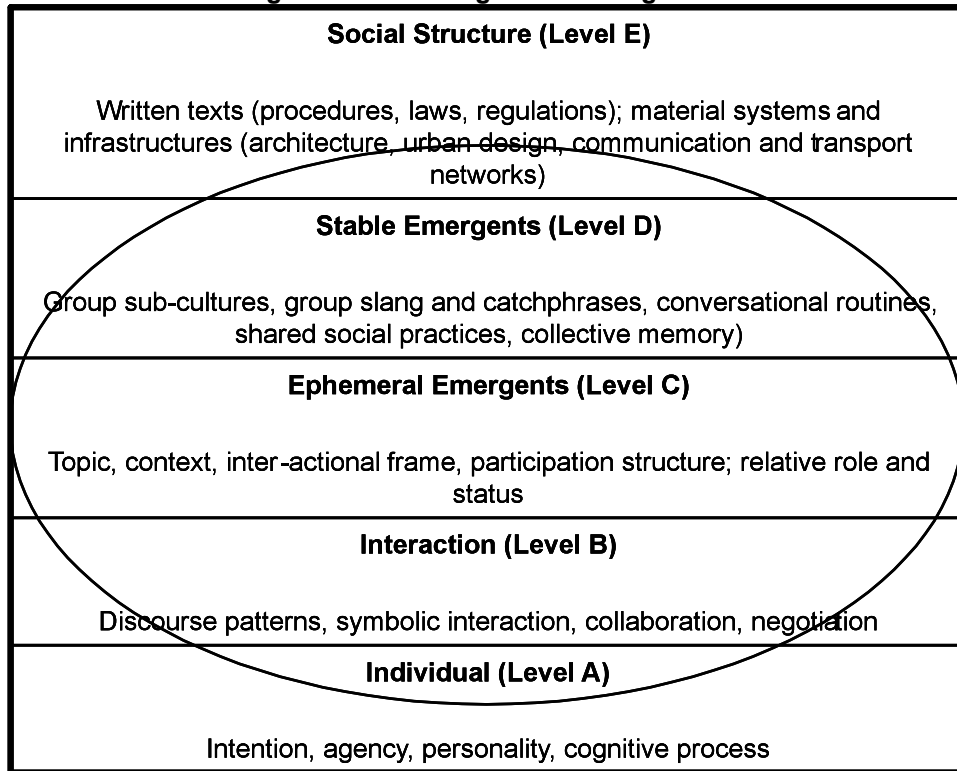 Social Structure (Level E)
Written texts (procedures, laws, regulations); material systems and
infrastructures (architecture, urban design, communication and transport
networks)
Stable Emergents (Level D)
Group sub-cultures, group slang and catchphrases, conversational routines,
shared social practices, collective memory)
Ephemeral Emergents (Level C)
Topic, context, inter-actional frame, participation structure; relative role and
status
Interaction (Level B)
Discourse patterns, symbolic interaction, collaboration, negotiation
Individual (Level A)
Intention, agency, personality, cognitive process